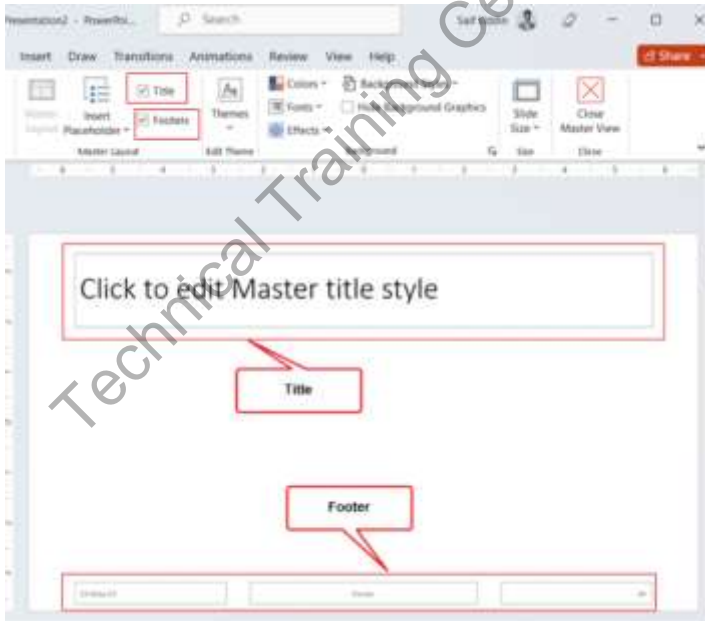 Presentation2 - PowerPoi... Search
Insert Draw Transitions Animations Review View Help Share
Title Colors Background Styles
Insert Placeholder Footers Themes Fonts Hide Background Graphics Slide Size Close Master View
Effects
Master Layout Edit Theme Background Size Close
Click to edit Master title style
Title
Footer
Footer
Technical Training Ce